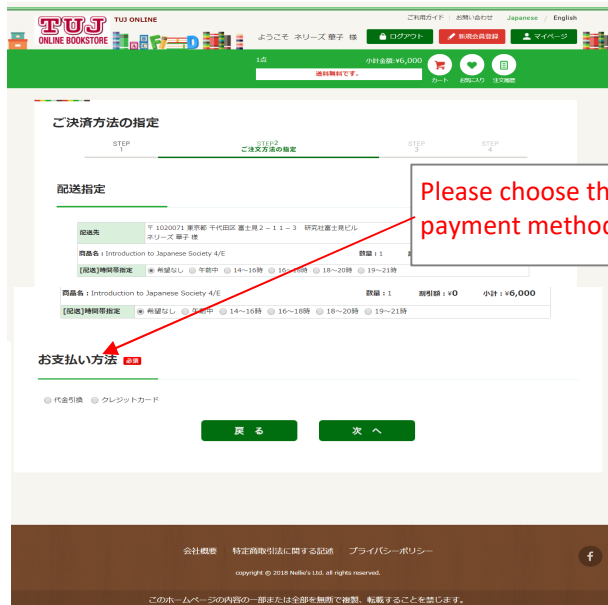 TUJ TUJ ONLINE
ONLINE BOOKSTORE
ご利用ガイド | お問い合わせ Japanese / English
ようこそ ネリーズ 華子 様 ログアウト 新規会員登録 マイページ
1点 小計金額:¥6,000
送料無料です。
カート お気に入り 注文履歴
ご決済方法の指定
STEP 1 STEP2 ご注文方法の指定 STEP 3 STEP 4
配送指定
Please choose th
payment method
配送先 〒 1020071 東京都 千代田区 富士見２－１１－３ 研究社富士見ビル
ネリーズ 華子 様
商品名 : Introduction to Japanese Society 4/E 数量 : 1
[配送]時間帯指定 希望なし 午前中 14～16時 16～18時 18～20時 19～21時
商品名 : Introduction to Japanese Society 4/E 数量 : 1 割引額 : ¥0 小計 : ¥6,000
[配送]時間帯指定 希望なし 午前中 14～16時 16～18時 18～20時 19～21時
お支払い方法 必須
代金引換 クレジットカード
戻 る 次 へ
会社概要 特定商取引法に関する記述 プライバシーポリシー
copyright © 2018 Nellie's Ltd. all rights reserved.
このホームページの内容の一部または全部を無断で複製、転載することを禁じます。